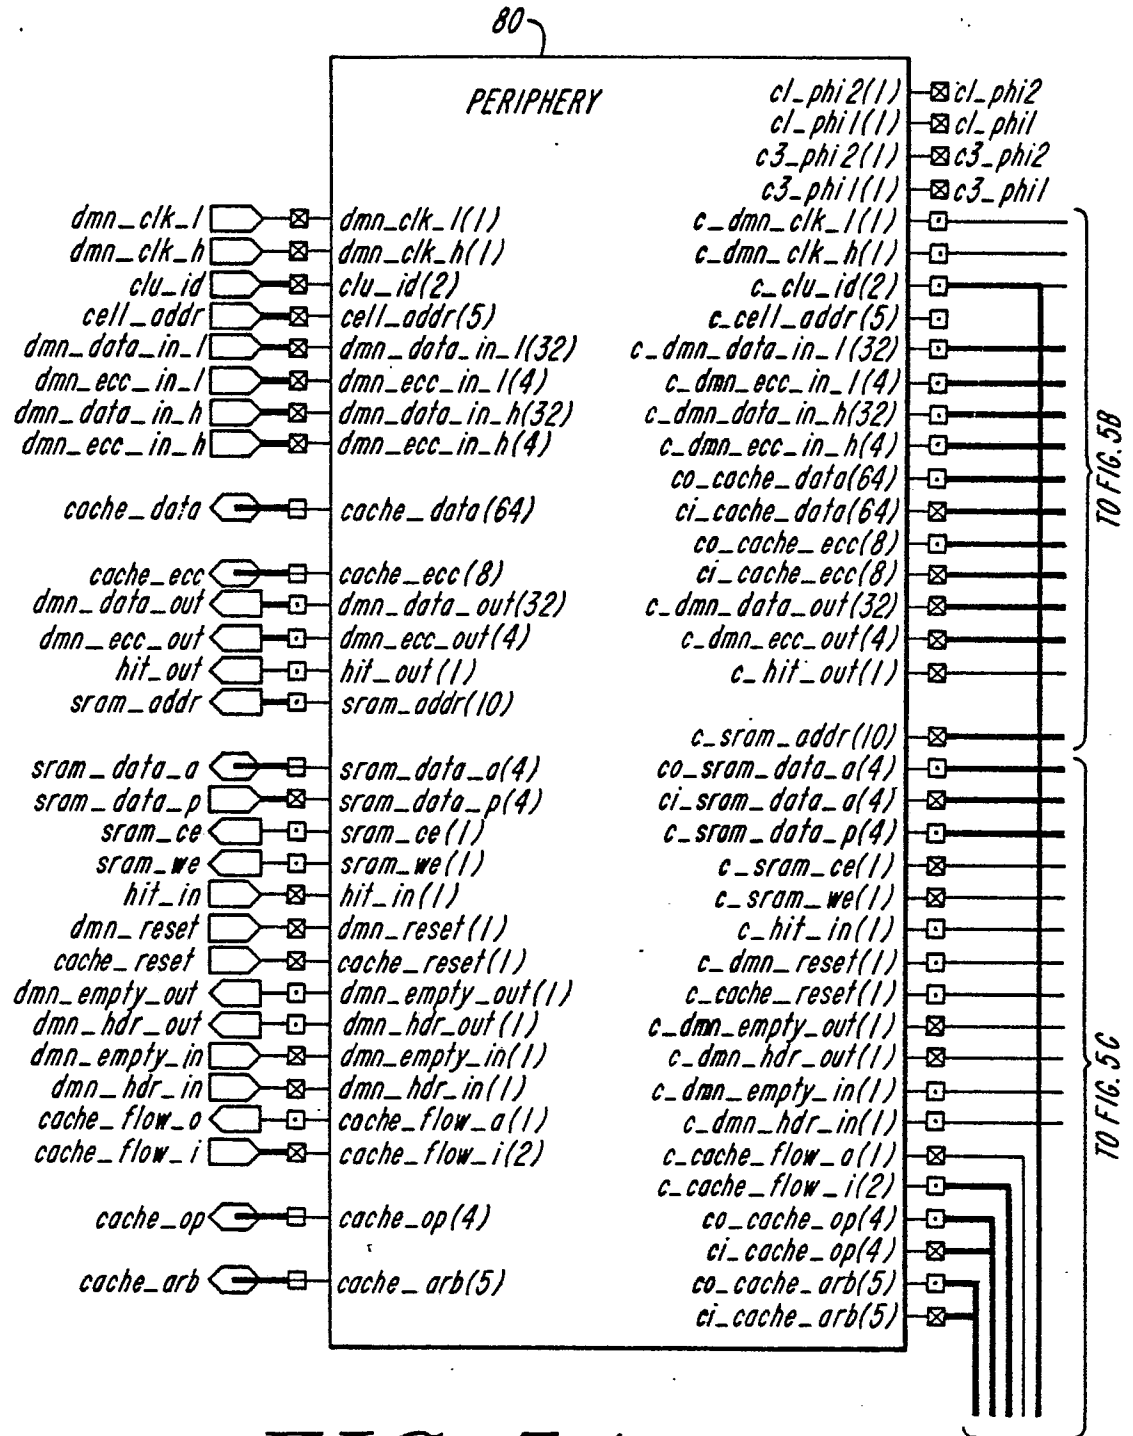 80
PERIPHERY
c1_phi2(1) c1_phi2
c1_phi1(1) c1_phi1
c3_phi2(1) c3_phi2
c3_phi1(1) c3_phi1
dmn_clk_l dmn_clk_l(1) c_dmn_clk_l(1)
dmn_clk_h dmn_clk_h(1) c_dmn_clk_h(1)
clu_id clu_id(2) c_clu_id(2)
cell_addr cell_addr(5) c_cell_addr(5)
dmn_data_in_l dmn_data_in_l(32) c_dmn_data_in_l(32)
dmn_ecc_in_l dmn_ecc_in_l(4) c_dmn_ecc_in_l(4)
dmn_data_in_h dmn_data_in_h(32) c_dmn_data_in_h(32)
dmn_ecc_in_h dmn_ecc_in_h(4) c_dmn_ecc_in_h(4)
co_cache_data(64)
cache_data cache_data(64) ci_cache_data(64)
co_cache_ecc(8)
cache_ecc cache_ecc(8) ci_cache_ecc(8)
dmn_data_out dmn_data_out(32) c_dmn_data_out(32)
dmn_ecc_out dmn_ecc_out(4) c_dmn_ecc_out(4)
hit_out hit_out(1) c_hit_out(1)
sram_addr sram_addr(10)
c_sram_addr(10)
TO FIG. 5B
sram_data_a sram_data_a(4) co_sram_data_a(4)
sram_data_p sram_data_p(4) ci_sram_data_a(4)
sram_ce sram_ce(1) c_sram_data_p(4)
sram_we sram_we(1) c_sram_ce(1)
hit_in hit_in(1) c_sram_we(1)
dmn_reset dmn_reset(1) c_hit_in(1)
cache_reset cache_reset(1) c_dmn_reset(1)
dmn_empty_out dmn_empty_out(1) c_cache_reset(1)
dmn_hdr_out dmn_hdr_out(1) c_dmn_empty_out(1)
dmn_empty_in dmn_empty_in(1) c_dmn_hdr_out(1)
dmn_hdr_in dmn_hdr_in(1) c_dmn_empty_in(1)
cache_flow_o cache_flow_a(1) c_dmn_hdr_in(1)
cache_flow_i cache_flow_i(2) c_cache_flow_a(1)
c_cache_flow_i(2)
cache_op cache_op(4) co_cache_op(4)
ci_cache_op(4)
cache_arb cache_arb(5) co_cache_arb(5)
ci_cache_arb(5)
TO FIG. 5C